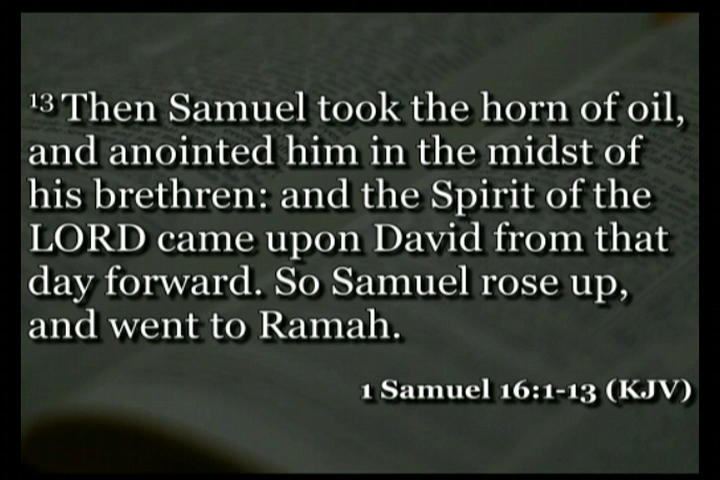 13 Then Samuel took the horn of oil,
and anointed him in the midst of
his brethren: and the Spirit of the
LORD came upon David from that
day forward. So Samuel rose up,
and went to Ramah.
1 Samuel 16:1-13 (KJV)